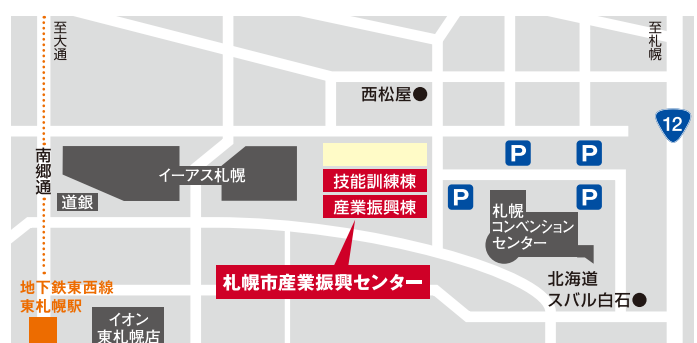 至大通
至札幌
西松屋
12
南郷通
イーアス札幌
道銀
技能訓練棟
産業振興棟
P
P
P
P
札幌
コンベンション
センター
札幌市産業振興センター
北海道
スバル白石
地下鉄東西線
東札幌駅
イオン
東札幌店